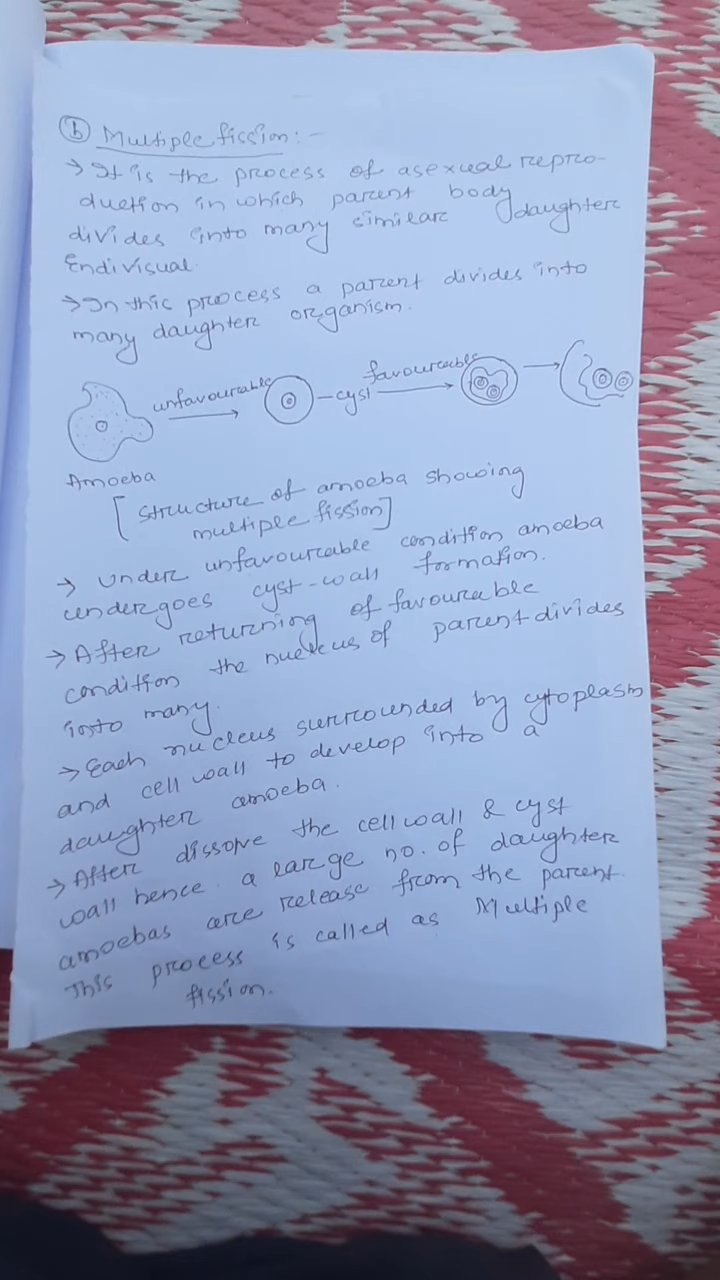 (b) Multiple fission:-
→ It is the process of asexual repro-
duction in which parent body
divides into many similar daughter
Endivisual.
→ In this process a parent divides into
many daughter organism.
unfavourable cyst favourable
Amoeba
[Structure of amoeba showing
multiple fission]
→ Under unfavourable condition amoeba
undergoes cyst-wall formation.
→ After returning of favourable
condition the nucleus of parent divides
into many.
→ Each nucleus surrounded by cytoplasm
and cell wall to develop into a
daughter amoeba.
→ After dissolve the cell wall & cyst
wall hence a large no. of daughter
amoebas are release from the parent.
This process is called as Multiple
fission.